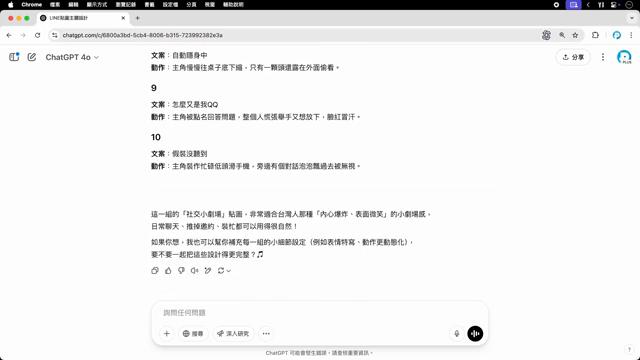 Chrome 檔案 編輯 顯示方式 瀏覽記錄 書籤 設定檔 分頁 視窗 輔助說明
LINE貼圖主題設計
chatgpt.com/c/6800a3bd-5cb4-8006-b315-723992382e3a
ChatGPT 4o
分享
PLUS
文案：自動隱身中
動作：主角慢慢往桌子底下縮，只有一顆頭還露在外面偷看。
9
文案：怎麼又是我QQ
動作：主角被點名回答問題，整個人慌張舉手又想放下，臉紅冒汗。
10
文案：假裝沒聽到
動作：主角裝作忙碌低頭滑手機，旁邊有個對話泡泡飄過去被無視。
這一組的「社交小劇場」貼圖，非常適合台灣人那種「內心爆炸、表面微笑」的小劇場感，
日常聊天、推掉邀約、裝忙都可以用得很自然！
如果你想，我也可以幫你補充每一組的小細節設定（例如表情特寫、動作更動態化），
要不要一起把這些設計得更完整？🎵
詢問任何問題
搜尋
深入研究
ChatGPT 可能會發生錯誤。請查核重要資訊。
?